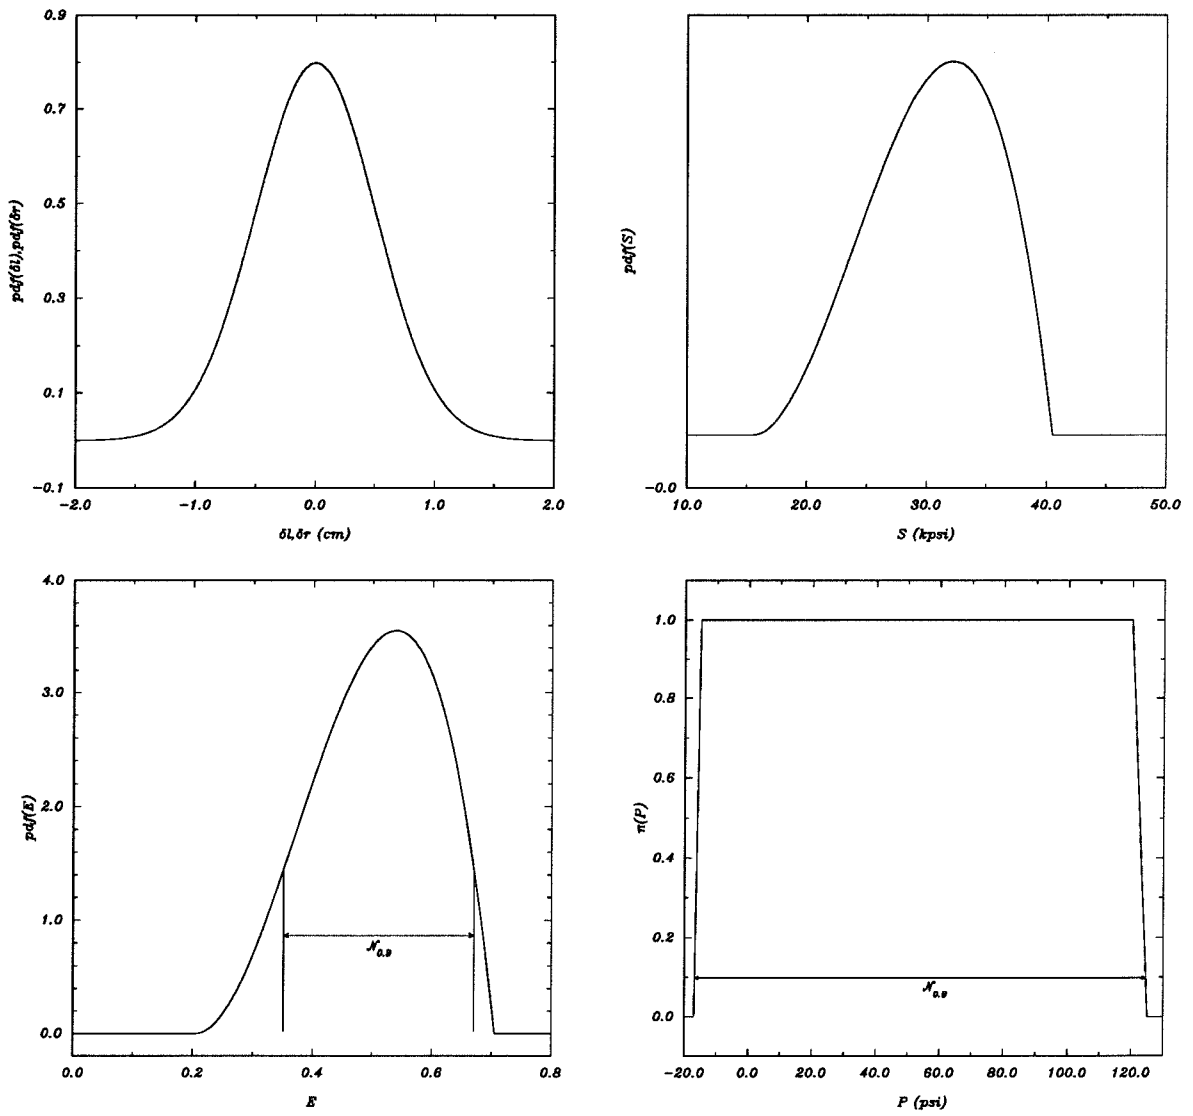 0.9
0.7
0.5
0.3
0.1
-0.1
-2.0 -1.0 0.0 1.0 2.0
pdf(δl),pdf(δr)
δl,δr (cm)
-0.0
10.0 20.0 30.0 40.0 50.0
pdf(S)
S (kpsi)
4.0
3.0
2.0
1.0
0.0
0.0 0.2 0.4 0.6 0.8
pdf(E)
N0.9
E
1.0
0.8
0.6
0.4
0.2
0.0
-20.0 0.0 20.0 40.0 60.0 80.0 100.0 120.0
π(P)
N0.9
P (psi)